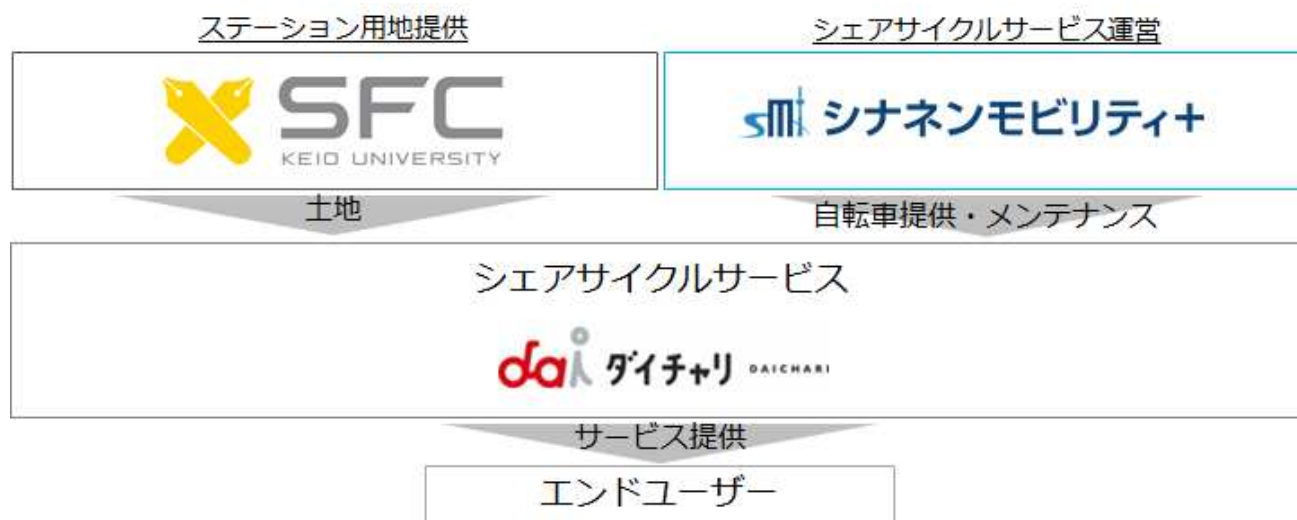 ステーション用地提供
シェアサイクルサービス運営
SFC
KEIO UNIVERSITY
smi シナネンモビリティ+
土地
自転車提供・メンテナンス
シェアサイクルサービス
dai ダイチャリ DAICHARI
サービス提供
エンドユーザー